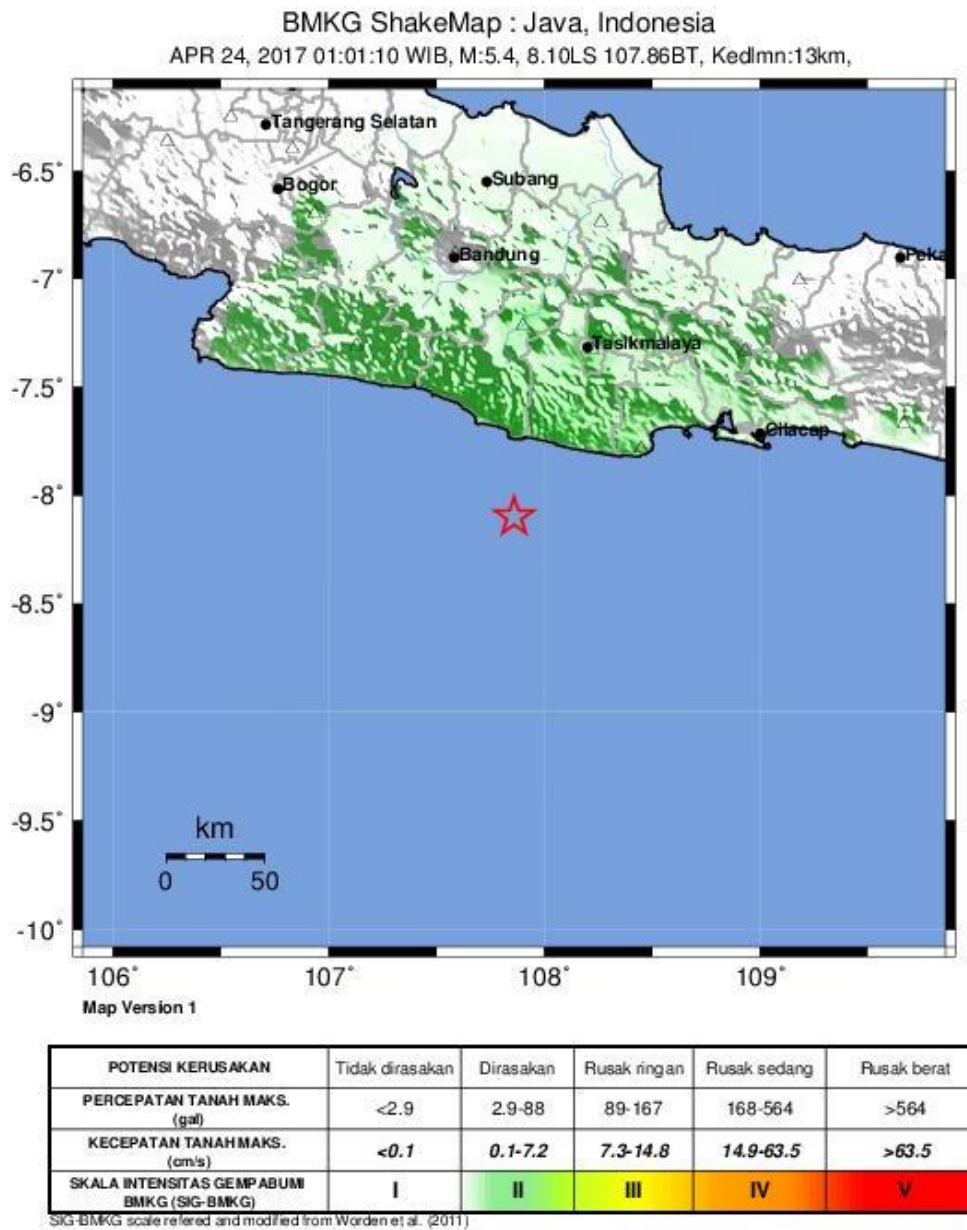 BMKG ShakeMap : Java, Indonesia
APR 24, 2017 01:01:10 WIB, M:5.4, 8.10LS 107.86BT, Kedlmn:13km,
Tangerang Selatan
-6.5°
Bogor
Subang
Bandung
Peka
-7°
Tasikmalaya
-7.5°
Cilacap
-8°
-8.5°
-9°
-9.5°
km
0 50
-10°
106° 107° 108° 109°
Map Version 1
POTENSI KERUSAKAN Tidak dirasakan Dirasakan Rusak ringan Rusak sedang Rusak berat
PERCEPATAN TANAH MAKS.
(gal) <2.9 2.9-88 89-167 168-564 >564
KECEPATAN TANAH MAKS.
(cm/s) <0.1 0.1-7.2 7.3-14.8 14.9-63.5 >63.5
SKALA INTENSITAS GEMPABUMI
BMKG (SIG-BMKG) I II III IV V
SIG-BMKG scale refered and modified from Worden et al. (2011)